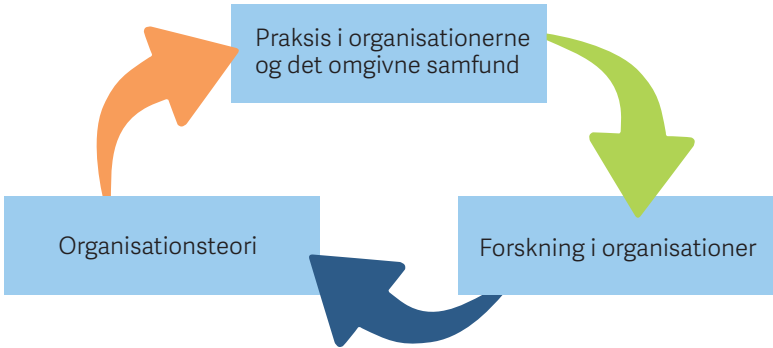 Praksis i organisationerne
og det omgivne samfund
Organisationsteori
Forskning i organisationer